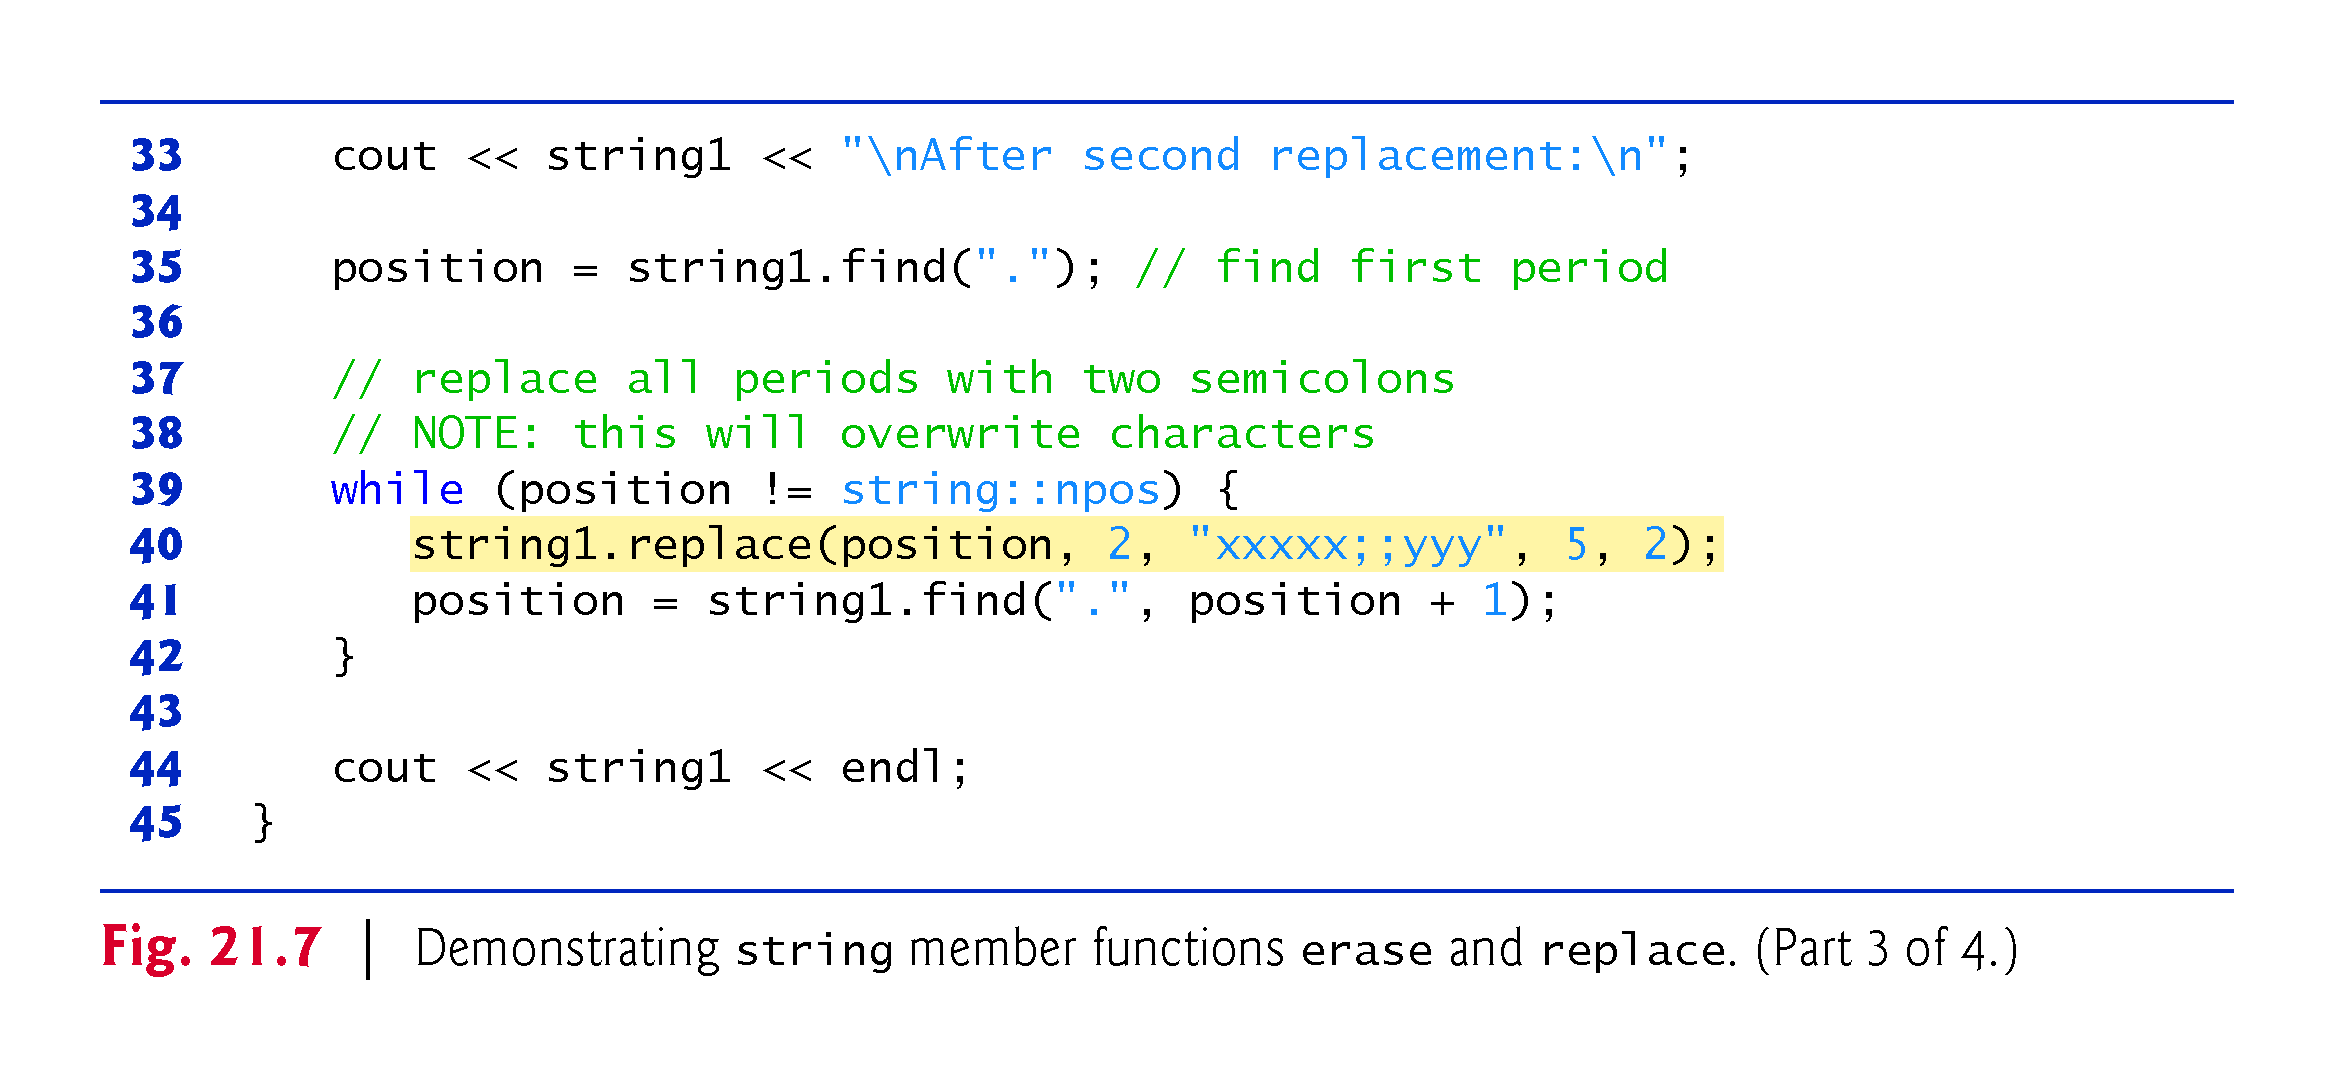 33 cout << string1 << "\nAfter second replacement:\n";
34
35 position = string1.find("."); // find first period
36
37 // replace all periods with two semicolons
38 // NOTE: this will overwrite characters
39 while (position != string::npos) {
40 string1.replace(position, 2, "xxxxx;;yyy", 5, 2);
41 position = string1.find(".", position + 1);
42 }
43
44 cout << string1 << endl;
45 }
Fig. 21.7 | Demonstrating string member functions erase and replace. (Part 3 of 4.)